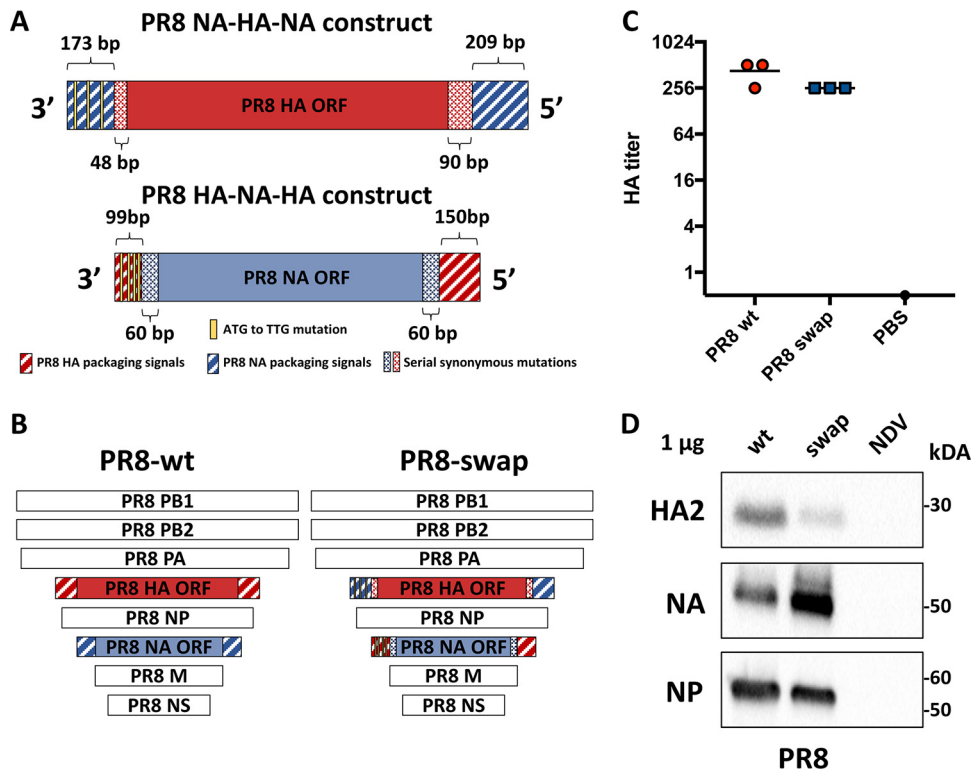 A
PR8 NA-HA-NA construct
173 bp
209 bp
3’
PR8 HA ORF
5’
48 bp
90 bp
PR8 HA-NA-HA construct
99bp
150bp
3’
PR8 NA ORF
5’
60 bp
60 bp
ATG to TTG mutation
PR8 HA packaging signals
PR8 NA packaging signals
Serial synonymous mutations
B
PR8-wt
PR8-swap
PR8 PB1
PR8 PB1
PR8 PB2
PR8 PB2
PR8 PA
PR8 PA
PR8 HA ORF
PR8 HA ORF
PR8 NP
PR8 NP
PR8 NA ORF
PR8 NA ORF
PR8 M
PR8 M
PR8 NS
PR8 NS
C
HA titer
1024
256
64
16
4
1
PR8 wt
PR8 swap
PBS
D
1 µg
wt
swap
NDV
kDA
HA2
-30
NA
-50
NP
-60
-50
PR8